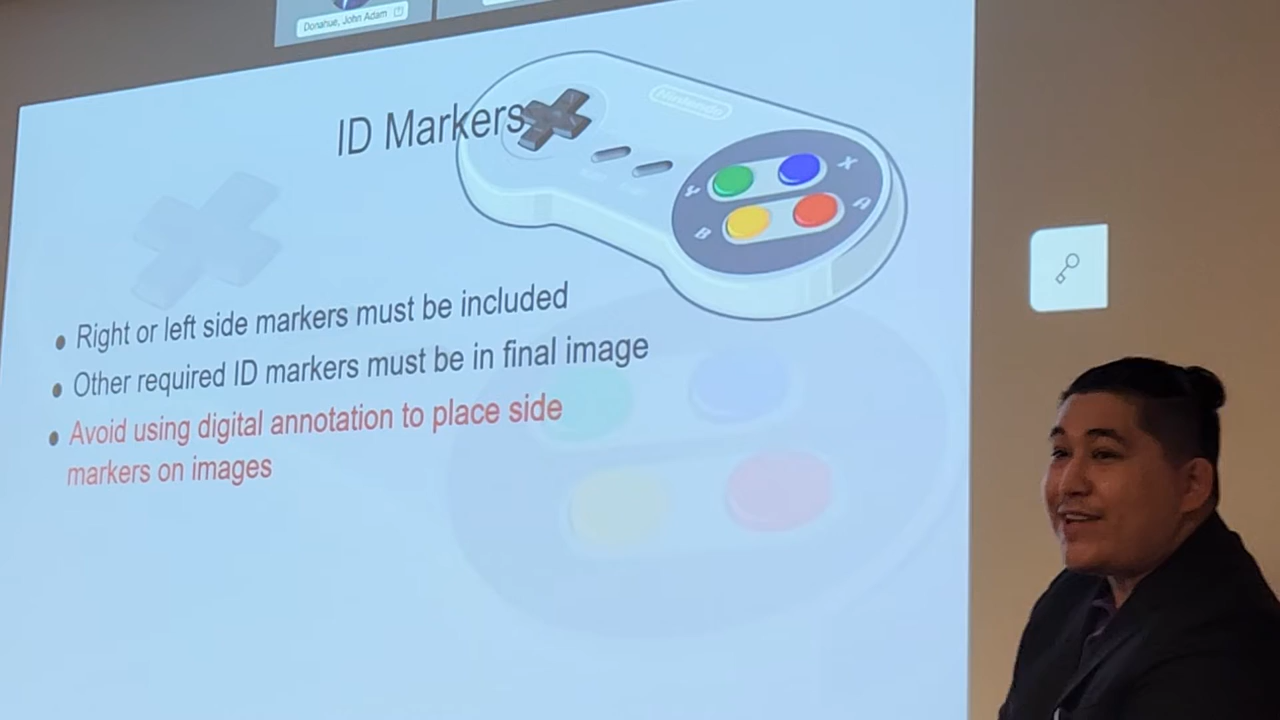 Donahue, John Adam
ID Markers
Nintendo
X
A
B
Right or left side markers must be included
Other required ID markers must be in final image
Avoid using digital annotation to place side
markers on images